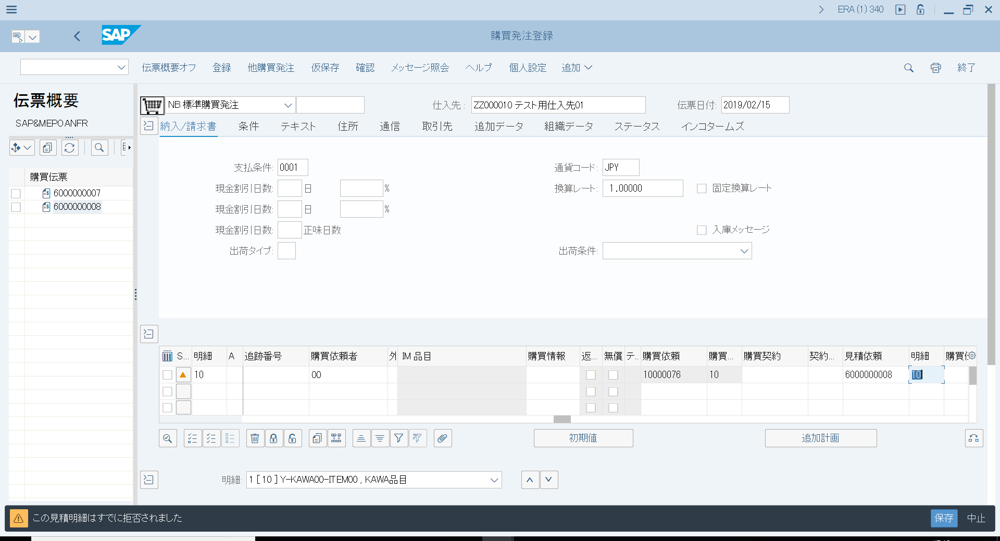 ERA (1) 340
SAP
購買発注登録
伝票概要オフ 登録 他購買発注 仮保存 確認 メッセージ照会 ヘルプ 個人設定 追加 終了
伝票概要
SAP&MEPOANFR
購買伝票
6000000007
6000000008
NB 標準購買発注 仕入先 : ZZ000010 テスト用仕入先01 伝票日付: 2019/02/15
納入/請求書 条件 テキスト 住所 通信 取引先 追加データ 組織データ ステータス インコタームズ
支払条件: 0001 通貨コード: JPY
現金割引日数: 日 % 換算レート: 1.00000 固定換算レート
現金割引日数: 日 %
現金割引日数: 正味日数 入庫メッセージ
出荷タイプ: 出荷条件:
S... 明細 A 追跡番号 購買依頼者 外 IM 品目 購買情報 返... 無償 テ.. 購買依頼 購買... 購買契約 契約... 見積依頼 明細
10 00 10000076 10 6000000008 10
初期値 追加計画
明細: 1 [ 10 ] Y-KAWA00-ITEM00 , KAWA品目
この見積明細はすでに拒否されました 保存 中止